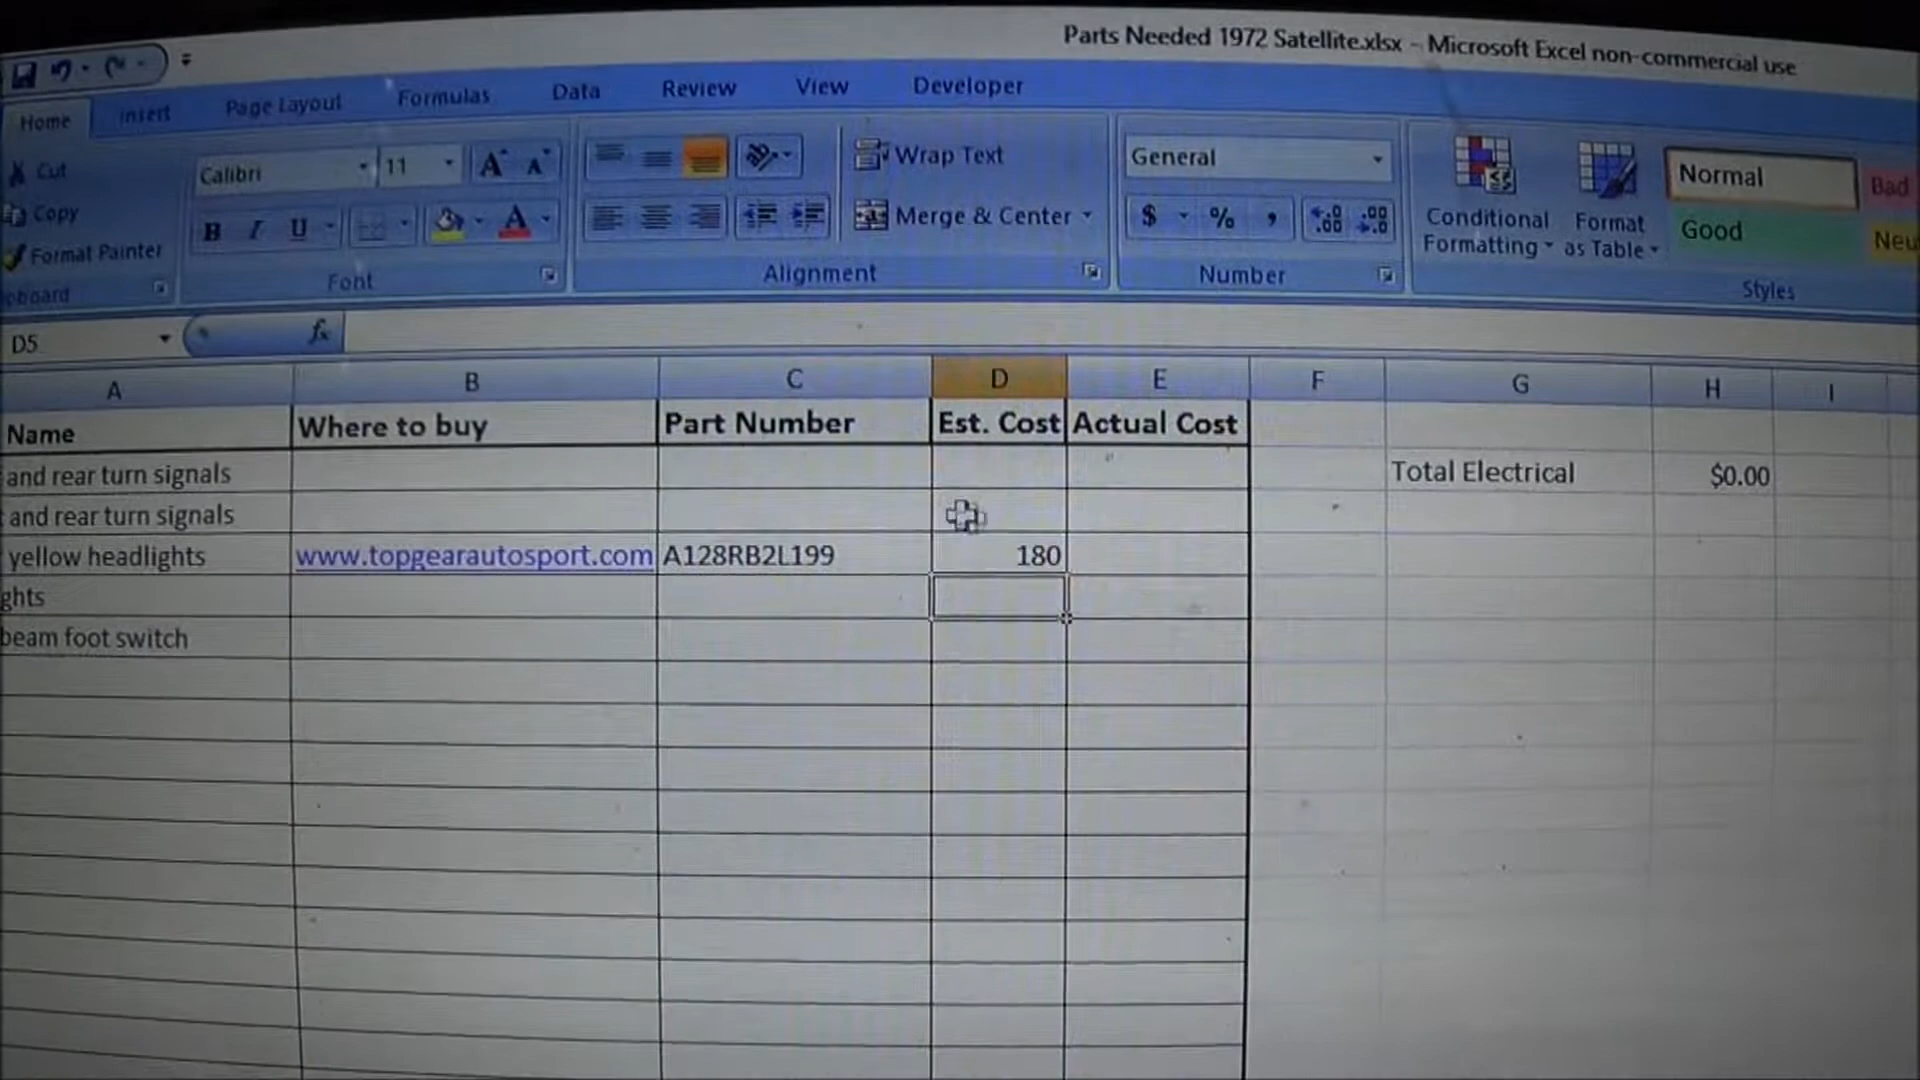 Parts Needed 1972 Satellite.xlsx - Microsoft Excel non-commercial use
Home Insert Page Layout Formulas Data Review View Developer
Cut
Copy
Format Painter
Calibri 11 A A
B I U A
Font
Wrap Text
Merge & Center
Alignment
General
$ % , .00
Number
Conditional Formatting
Format as Table
Normal Bad
Good Neu
Styles
D5 fx
A B C D E F G H I
Name Where to buy Part Number Est. Cost Actual Cost
and rear turn signals Total Electrical $0.00
and rear turn signals
yellow headlights www.topgearautosport.com A128RB2L199 180
ghts
beam foot switch